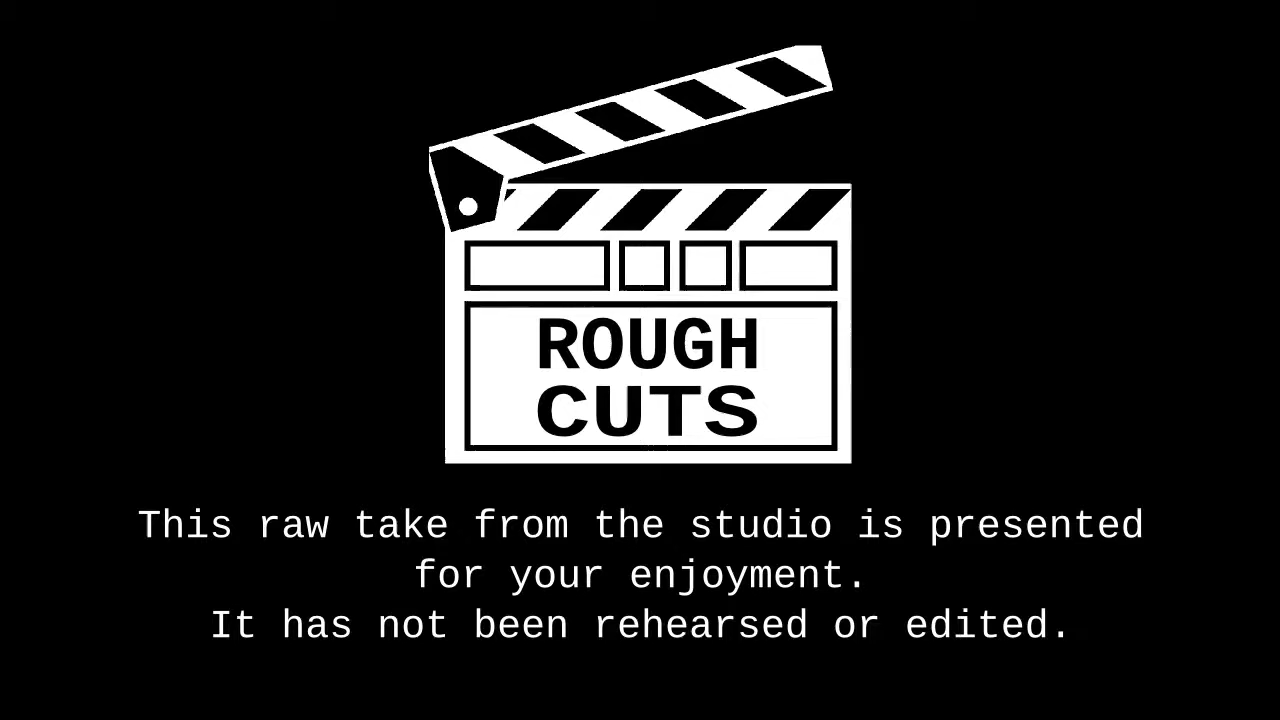 ROUGH
CUTS
This raw take from the studio is presented
for your enjoyment.
It has not been rehearsed or edited.